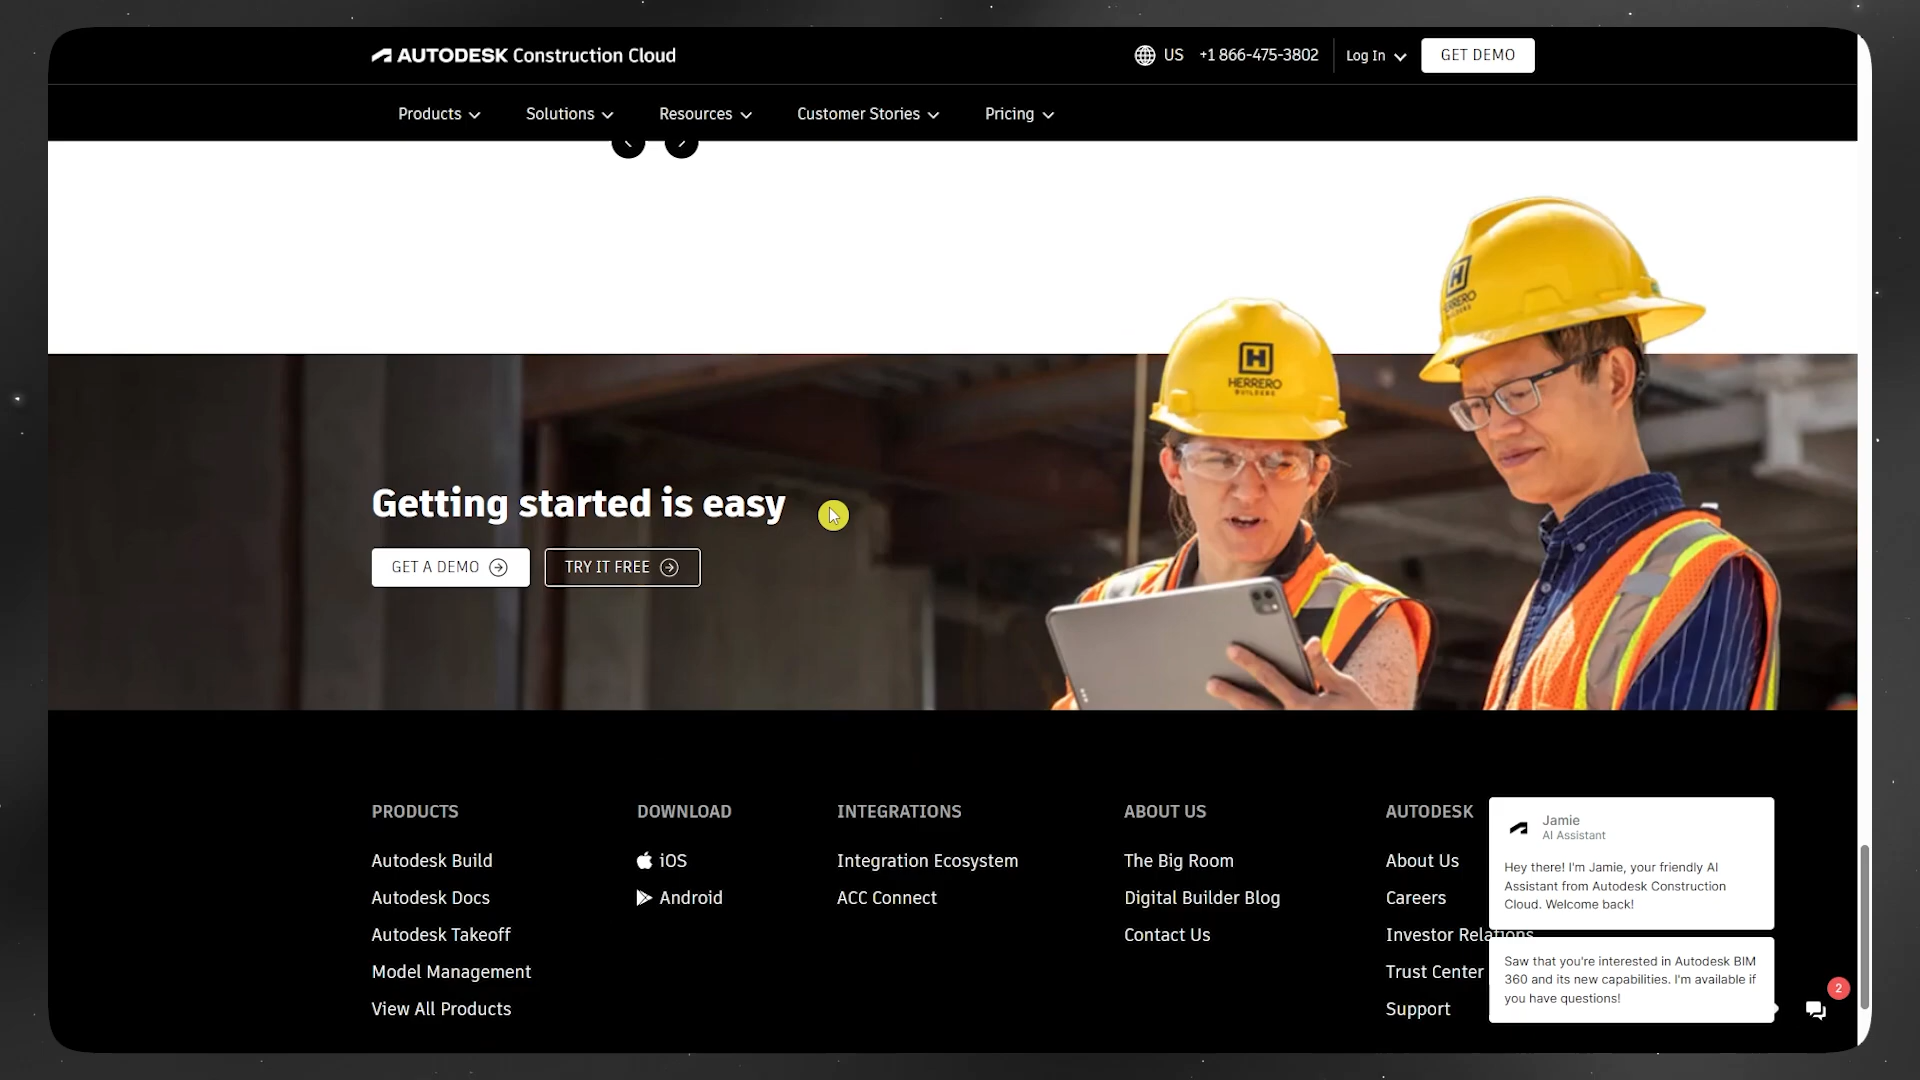 AUTODESK Construction Cloud
US +1 866-475-3802 Log In GET DEMO
Products Solutions Resources Customer Stories Pricing
H
HERRERO
BUILDERS
H
HERRERO
BUILDERS
Getting started is easy
GET A DEMO TRY IT FREE
PRODUCTS
Autodesk Build
Autodesk Docs
Autodesk Takeoff
Model Management
View All Products
DOWNLOAD
iOS
Android
INTEGRATIONS
Integration Ecosystem
ACC Connect
ABOUT US
The Big Room
Digital Builder Blog
Contact Us
AUTODESK
About Us
Careers
Investor Relations
Trust Center
Support
Jamie
AI Assistant
Hey there! I'm Jamie, your friendly AI
Assistant from Autodesk Construction
Cloud. Welcome back!
Saw that you're interested in Autodesk BIM
360 and its new capabilities. I'm available if
you have questions!
2